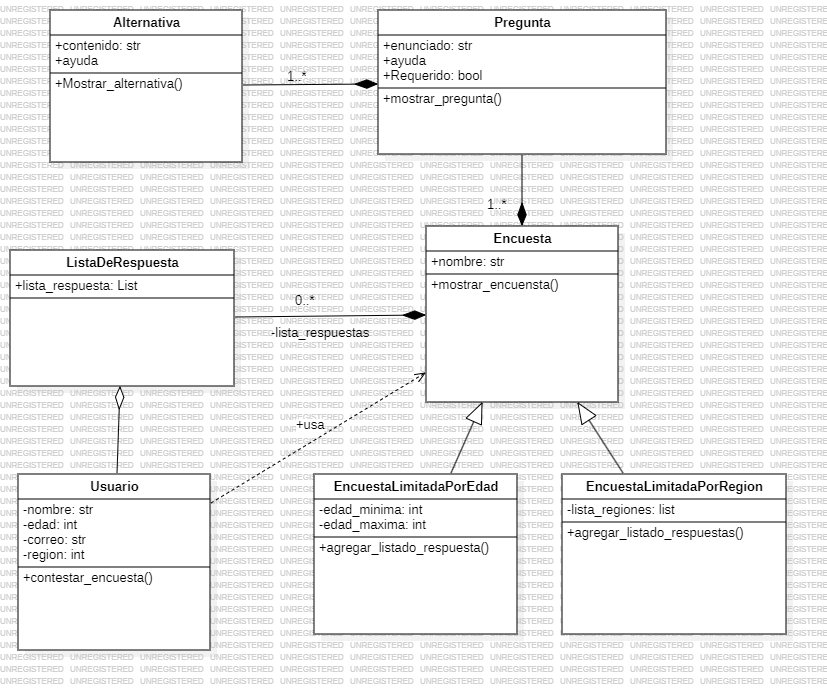 Alternativa
+contenido: str
+ayuda
+Mostrar_alternativa()
1..*
Pregunta
+enunciado: str
+ayuda
+Requerido: bool
+mostrar_pregunta()
1..*
Encuesta
+nombre: str
+mostrar_encuensta()
ListaDeRespuesta
+lista_respuesta: List
0..*
-lista_respuestas
+usa
Usuario
-nombre: str
-edad: int
-correo: str
-region: int
+contestar_encuesta()
EncuestaLimitadaPorEdad
-edad_minima: int
-edad_maxima: int
+agregar_listado_respuesta()
EncuestaLimitadaPorRegion
-lista_regiones: list
+agregar_listado_respuestas()
UNREGISTERED